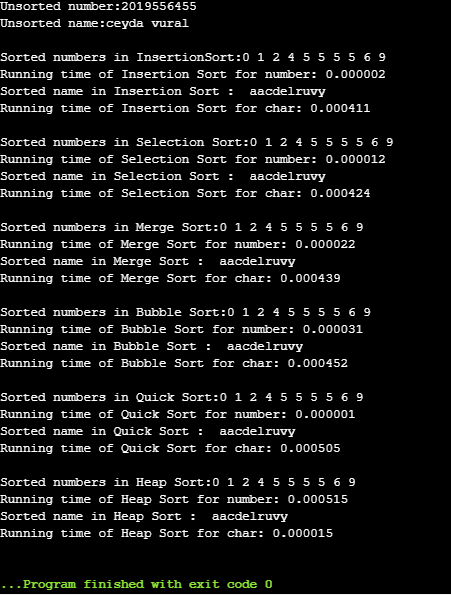 Unsorted number:2019556455
Unsorted name:ceyda vural
Sorted numbers in InsertionSort:0 1 2 4 5 5 5 5 6 9
Running time of Insertion Sort for number: 0.000002
Sorted name in Insertion Sort :  aacdelruvy
Running time of Insertion Sort for char: 0.000411
Sorted numbers in Selection Sort:0 1 2 4 5 5 5 5 6 9
Running time of Selection Sort for number: 0.000012
Sorted name in Selection Sort :  aacdelruvy
Running time of Selection Sort for char: 0.000424
Sorted numbers in Merge Sort:0 1 2 4 5 5 5 5 6 9
Running time of Merge Sort for number: 0.000022
Sorted name in Merge Sort :  aacdelruvy
Running time of Merge Sort for char: 0.000439
Sorted numbers in Bubble Sort:0 1 2 4 5 5 5 5 6 9
Running time of Bubble Sort for number: 0.000031
Sorted name in Bubble Sort :  aacdelruvy
Running time of Bubble Sort for char: 0.000452
Sorted numbers in Quick Sort:0 1 2 4 5 5 5 5 6 9
Running time of Quick Sort for number: 0.000001
Sorted name in Quick Sort :  aacdelruvy
Running time of Quick Sort for char: 0.000505
Sorted numbers in Heap Sort:0 1 2 4 5 5 5 5 6 9
Running time of Heap Sort for number: 0.000515
Sorted name in Heap Sort :  aacdelruvy
Running time of Heap Sort for char: 0.000015
...Program finished with exit code 0